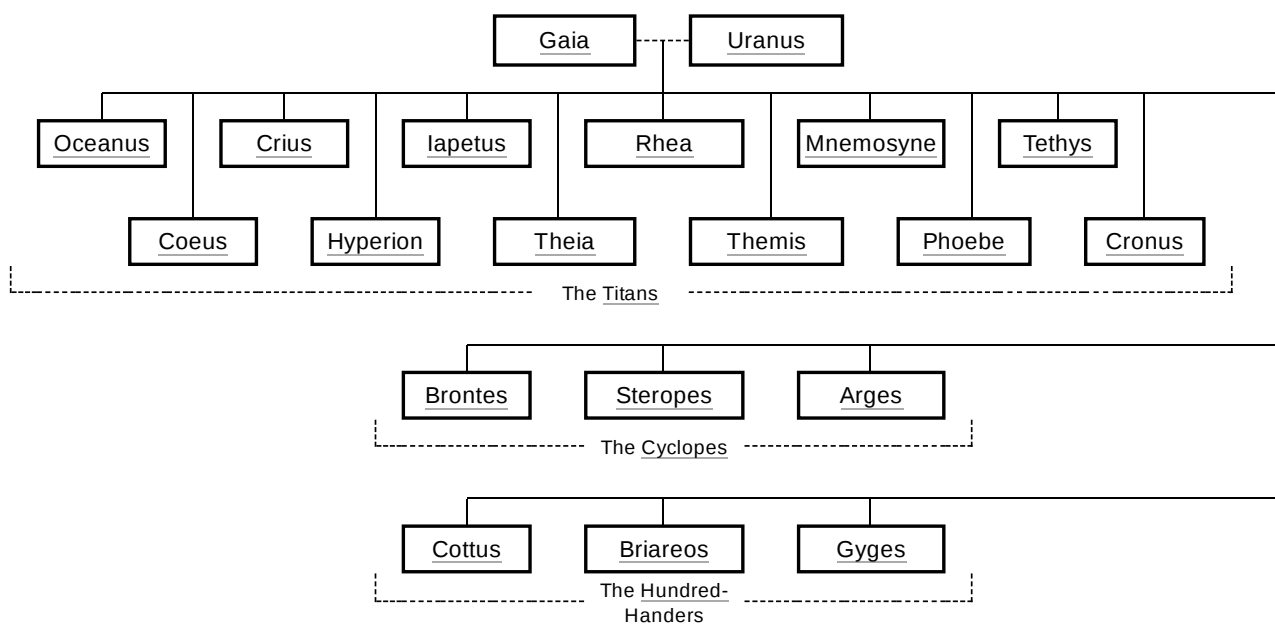 Gaia Uranus
Oceanus Crius Iapetus Rhea Mnemosyne Tethys
Coeus Hyperion Theia Themis Phoebe Cronus
The Titans
Brontes Steropes Arges
The Cyclopes
Cottus Briareos Gyges
The Hundred-
Handers